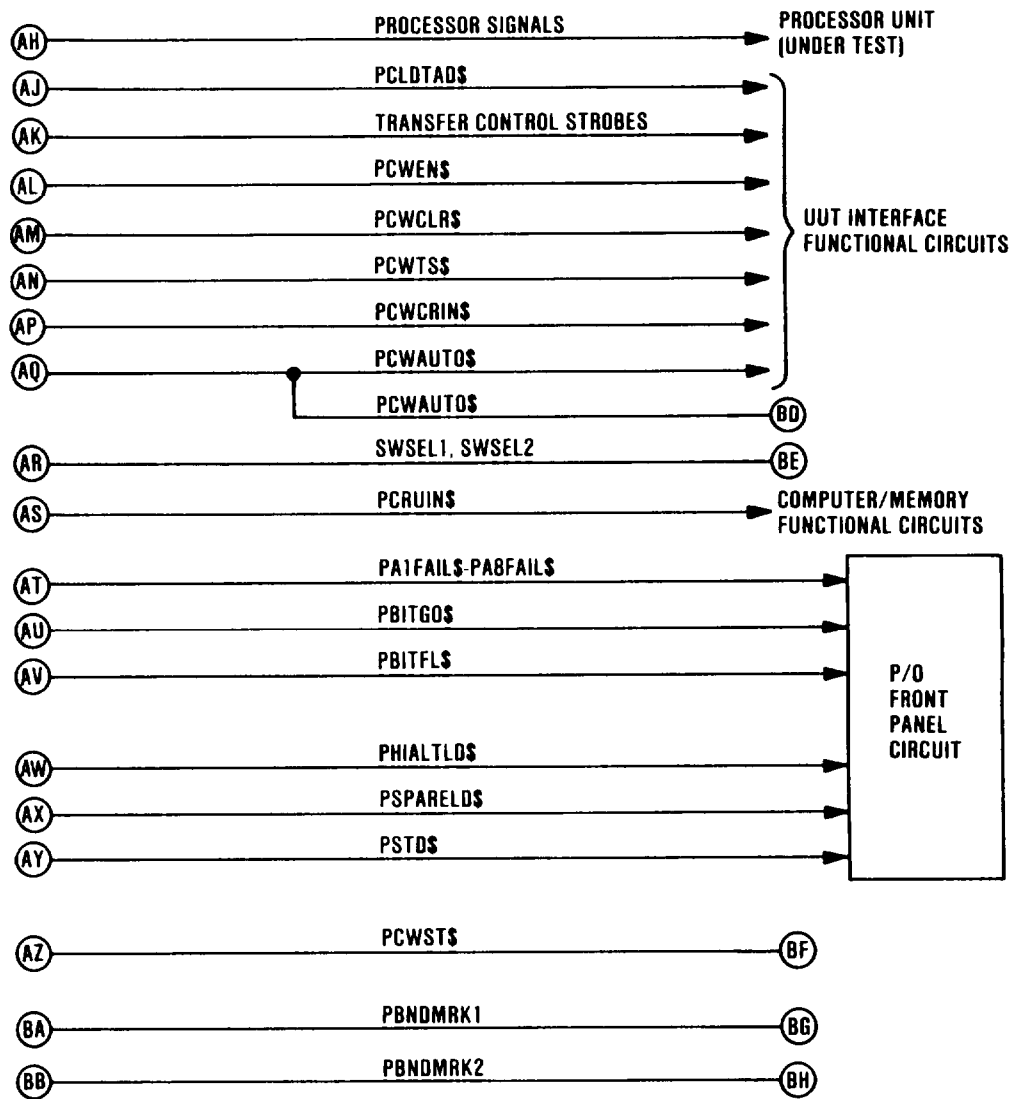 AH PROCESSOR SIGNALS PROCESSOR UNIT
(UNDER TEST)
AJ PCLDTAD$
AK TRANSFER CONTROL STROBES
AL PCWEN$
AM PCWCLR$
UUT INTERFACE
FUNCTIONAL CIRCUITS
AN PCWTS$
AP PCWCRIN$
AQ PCWAUTO$
PCWAUTO$ BD
AR SWSEL1, SWSEL2 BE
AS PCRUIN$ COMPUTER/MEMORY
FUNCTIONAL CIRCUITS
AT PA1FAIL$-PA8FAIL$
AU PBITGO$
AV PBITFL$
P/O
FRONT
PANEL
CIRCUIT
AW PHIALTLD$
AX PSPARELD$
AY PSTD$
AZ PCWST$ BF
BA PBNDMRK1 BG
BB PBNDMRK2 BH